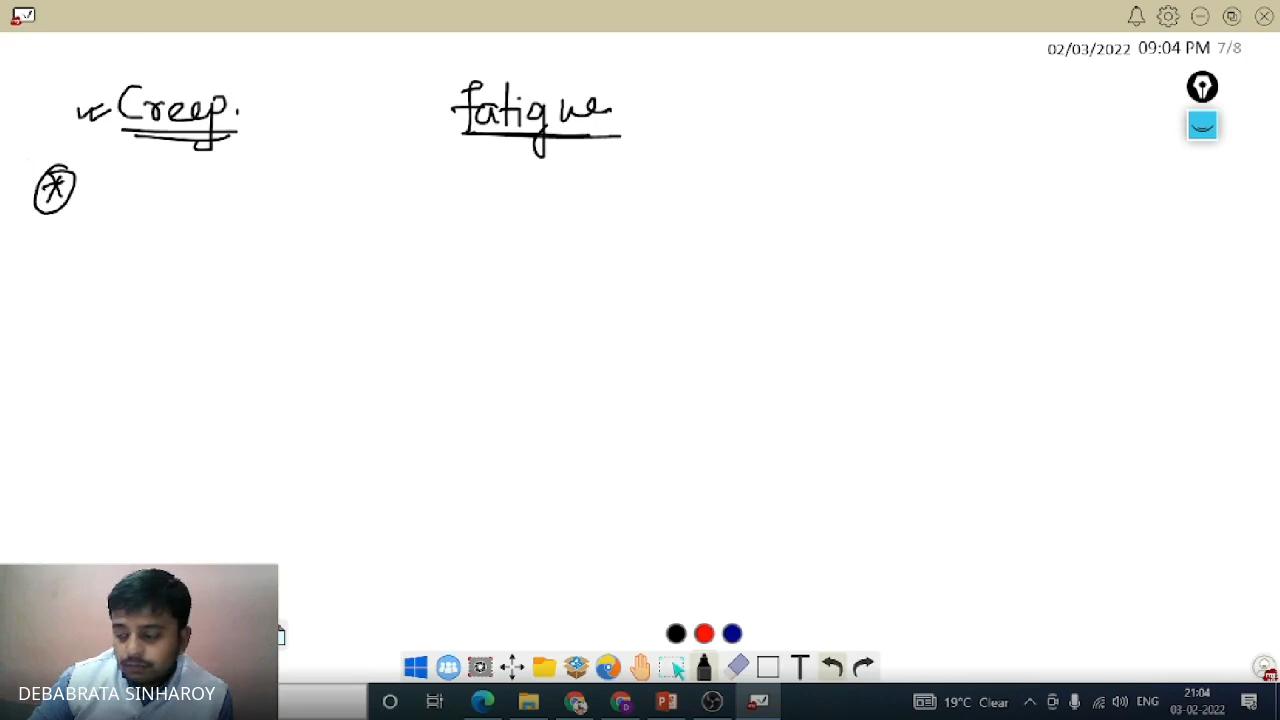 02/03/2022 09:04 PM 7/8
Creep. Fatigue
*
DEBABRATA SINHAROY
T
19°C Clear
ENG
21:04
03-02-2022